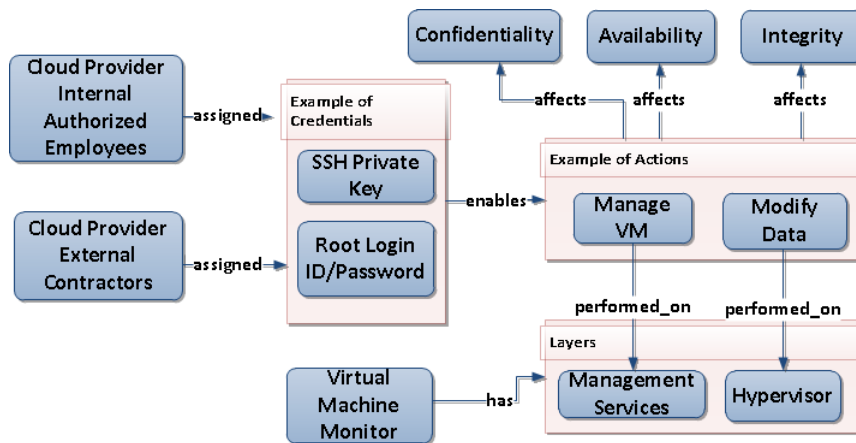 Confidentiality
Availability
Integrity
Cloud Provider
Internal
Authorized
Employees
assigned
Example of
Credentials
affects
affects
affects
SSH Private
Key
enables
Example of Actions
Manage
VM
Modify
Data
Cloud Provider
External
Contractors
assigned
Root Login
ID/Password
performed_on
performed_on
Layers
Virtual
Machine
Monitor
has
Management
Services
Hypervisor